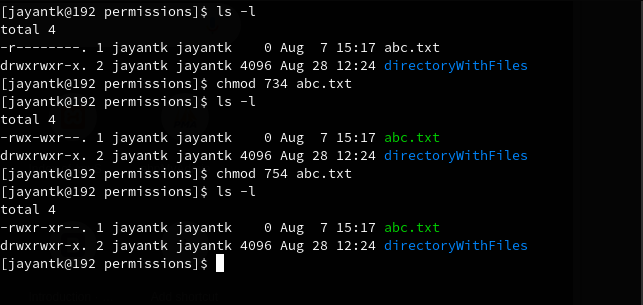 [jayantk@192 permissions]$ ls -l
total 4
-r--------. 1 jayantk jayantk    0 Aug  7 15:17 abc.txt
drwxrwxr-x. 2 jayantk jayantk 4096 Aug 28 12:24 directoryWithFiles
[jayantk@192 permissions]$ chmod 734 abc.txt
[jayantk@192 permissions]$ ls -l
total 4
-rwx-wxr--. 1 jayantk jayantk    0 Aug  7 15:17 abc.txt
drwxrwxr-x. 2 jayantk jayantk 4096 Aug 28 12:24 directoryWithFiles
[jayantk@192 permissions]$ chmod 754 abc.txt
[jayantk@192 permissions]$ ls -l
total 4
-rwxr-xr--. 1 jayantk jayantk    0 Aug  7 15:17 abc.txt
drwxrwxr-x. 2 jayantk jayantk 4096 Aug 28 12:24 directoryWithFiles
[jayantk@192 permissions]$